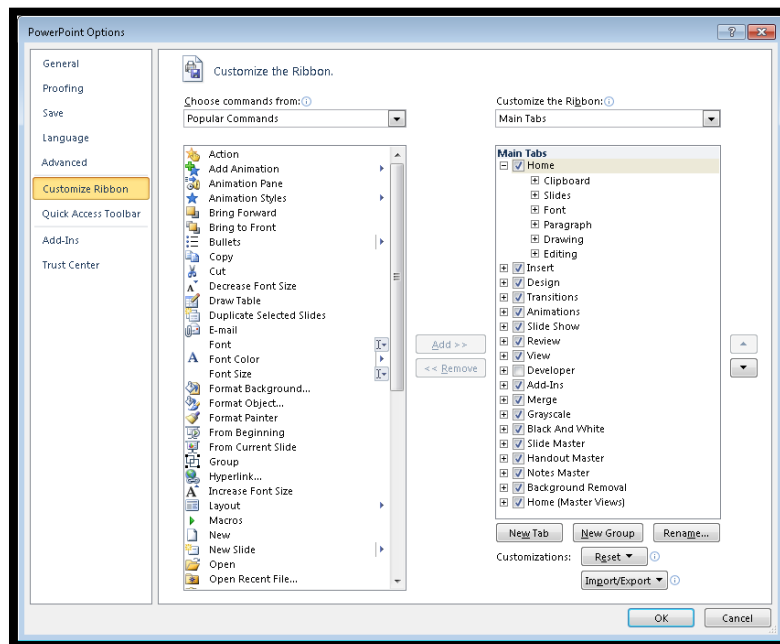 PowerPoint Options
General
Proofing
Save
Language
Advanced
Customize Ribbon
Quick Access Toolbar
Add-Ins
Trust Center
Customize the Ribbon.
Choose commands from:
Popular Commands
Action
Add Animation
Animation Pane
Animation Styles
Bring Forward
Bring to Front
Bullets
Copy
Cut
Decrease Font Size
Draw Table
Duplicate Selected Slides
E-mail
Font
Font Color
Font Size
Format Background...
Format Object...
Format Painter
From Beginning
From Current Slide
Group
Hyperlink...
Increase Font Size
Layout
Macros
New
New Slide
Open
Open Recent File...
Add >>
<< Remove
Customize the Ribbon:
Main Tabs
Main Tabs
Home
Clipboard
Slides
Font
Paragraph
Drawing
Editing
Insert
Design
Transitions
Animations
Slide Show
Review
View
Developer
Add-Ins
Merge
Grayscale
Black And White
Slide Master
Handout Master
Notes Master
Background Removal
Home (Master Views)
New Tab New Group Rename...
Customizations: Reset
Import/Export
OK Cancel